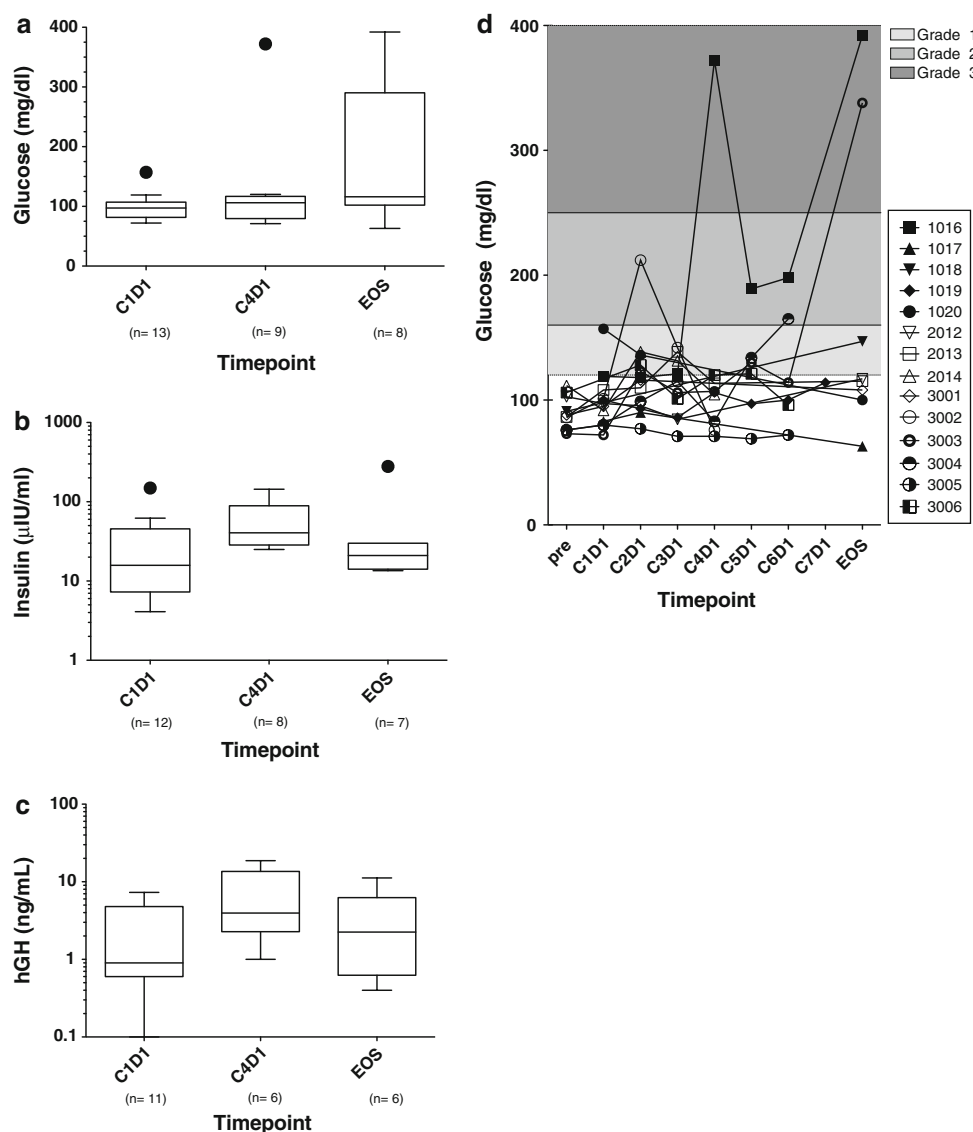 a
400
300
200
100
0
Glucose (mg/dl)
C1D1
C4D1
EOS
(n= 13)
(n= 9)
(n= 8)
Timepoint
b
1000
100
10
1
Insulin (µIU/ml)
C1D1
C4D1
EOS
(n= 12)
(n= 8)
(n= 7)
Timepoint
c
100
10
1
0.1
hGH (ng/mL)
C1D1
C4D1
EOS
(n= 11)
(n= 6)
(n= 6)
Timepoint
d
400
300
200
100
0
Glucose (mg/dl)
pre
C1D1
C2D1
C3D1
C4D1
C5D1
C6D1
C7D1
EOS
Timepoint
Grade 1
Grade 2
Grade 3
1016
1017
1018
1019
1020
2012
2013
2014
3001
3002
3003
3004
3005
3006